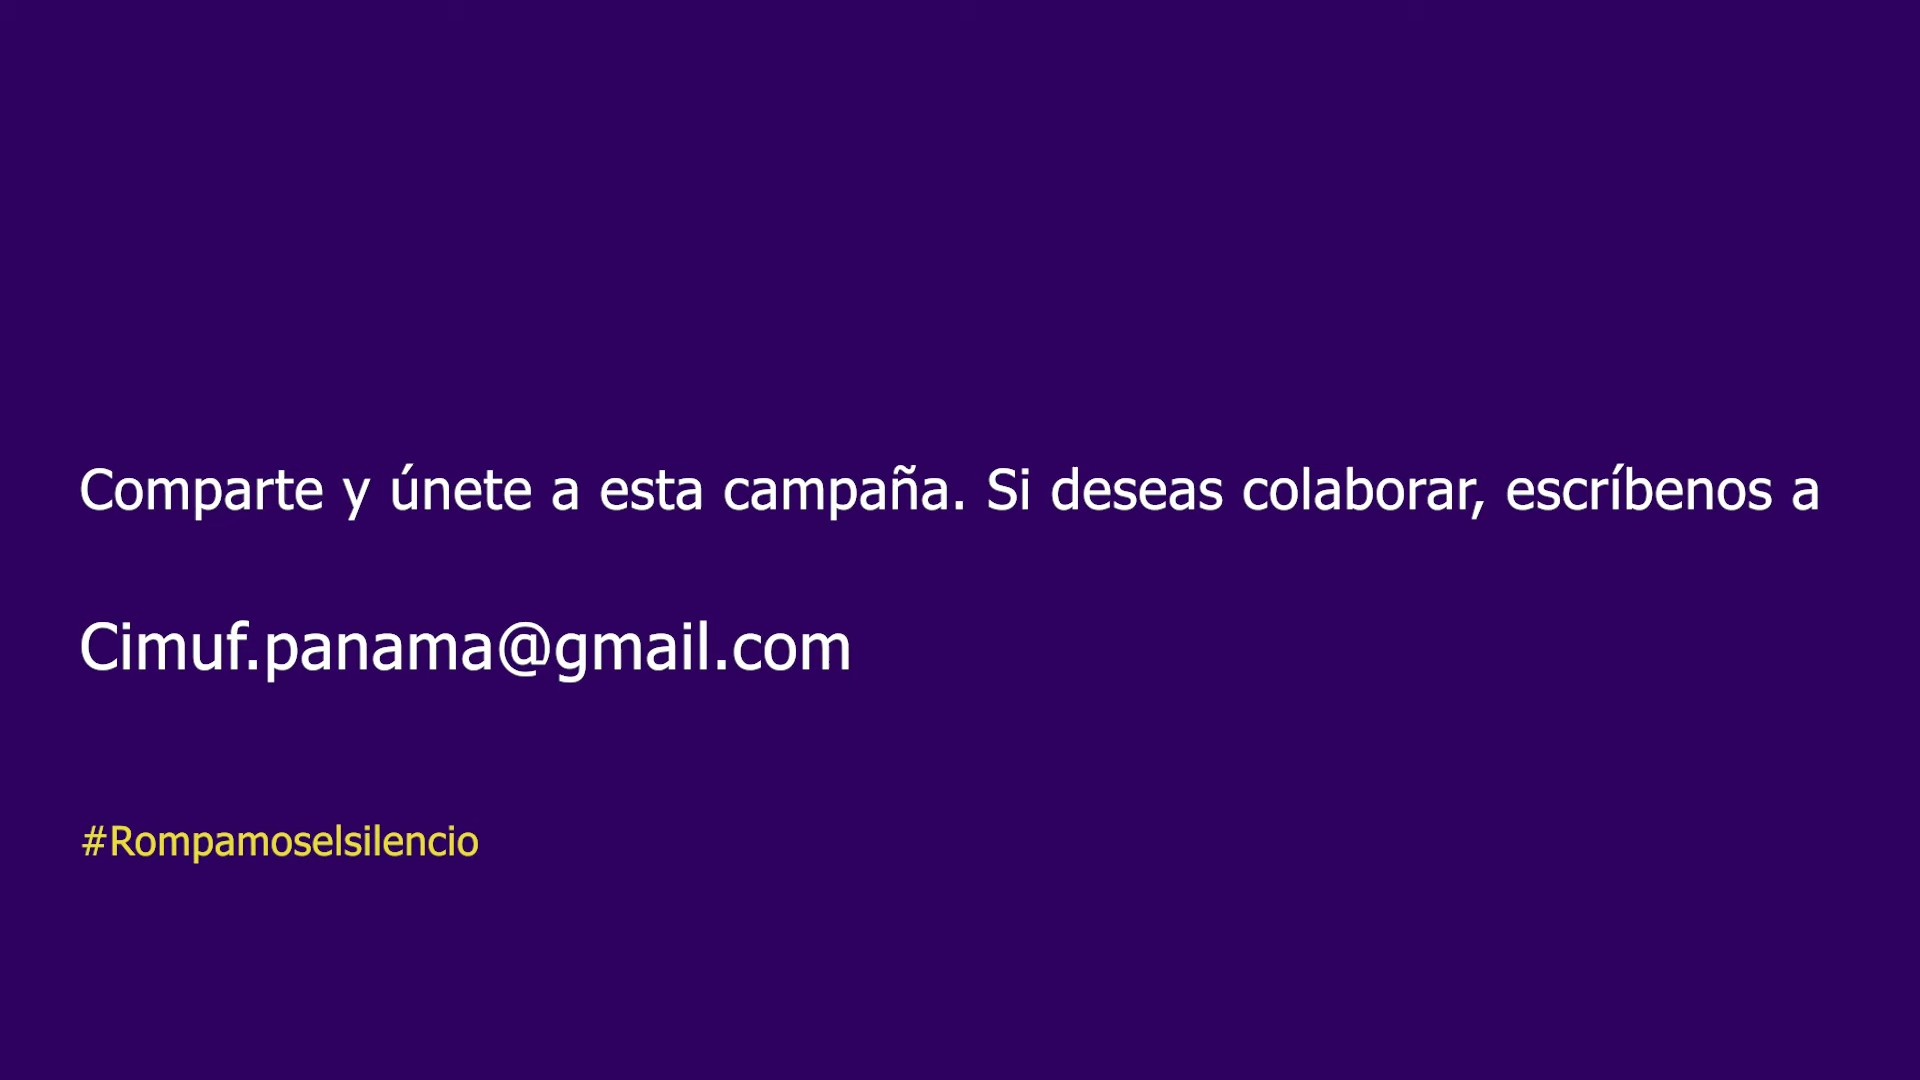 Comparte y únete a esta campaña. Si deseas colaborar, escríbenos a
Cimuf.panama@gmail.com
#Rompamoselsilencio